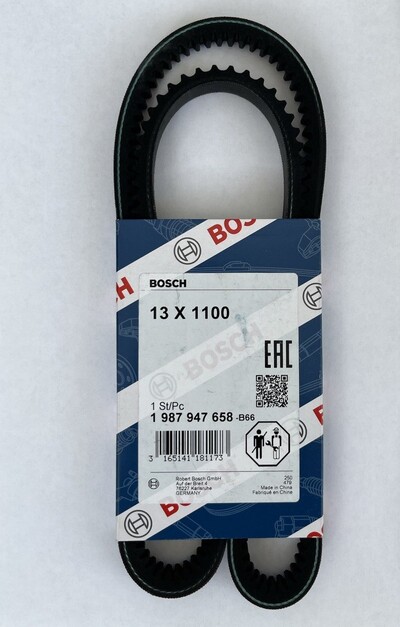 BOSCH
BOSCH
13 X 1100
BOSCH
EAC
1 St/Pc
1 987 947 658 -B66
3 165141 181173
Robert Bosch GmbH
Auf der Breit 4
76227 Karlsruhe
GERMANY
250
479
Made in China
Fabriqué en Chine
BOSCH